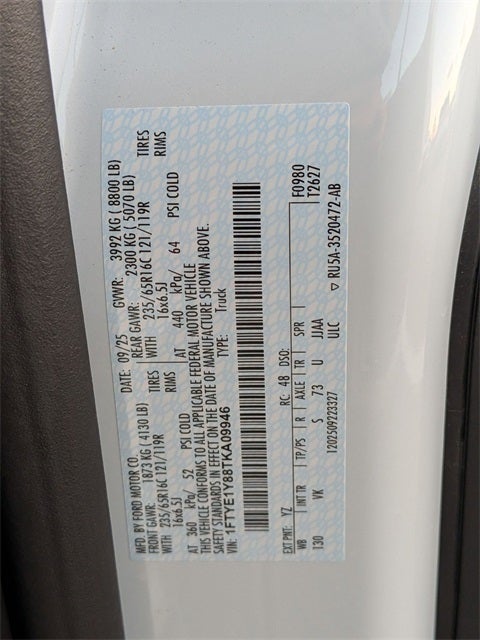 MFD. BY FORD MOTOR CO. DATE: 09/25 GVWR: 3992 KG ( 8800 LB)
FRONT GAWR: 1873 KG ( 4130 LB) REAR GAWR: 2300 KG ( 5070 LB)
WITH 235/65R16C 121/119R TIRES WITH 235/65R16C 121/119R TIRES
16x6.5J RIMS 16x6.5J RIMS
AT 360 kPa/ 52 PSI COLD AT 440 kPa/ 64 PSI COLD
THIS VEHICLE CONFORMS TO ALL APPLICABLE FEDERAL MOTOR VEHICLE
SAFETY STANDARDS IN EFFECT ON THE DATE OF MANUFACTURE SHOWN ABOVE.
VIN: 1FTYE1Y88TKA09946 TYPE: Truck
EXT PNT: YZ RC: 48 DSO: F0980
WB INT TR TP/PS R AXLE TR SPR T2627
130 VK S 73 U JJAA
1202509223327 ULC ▽ RU5A-3520472-AB